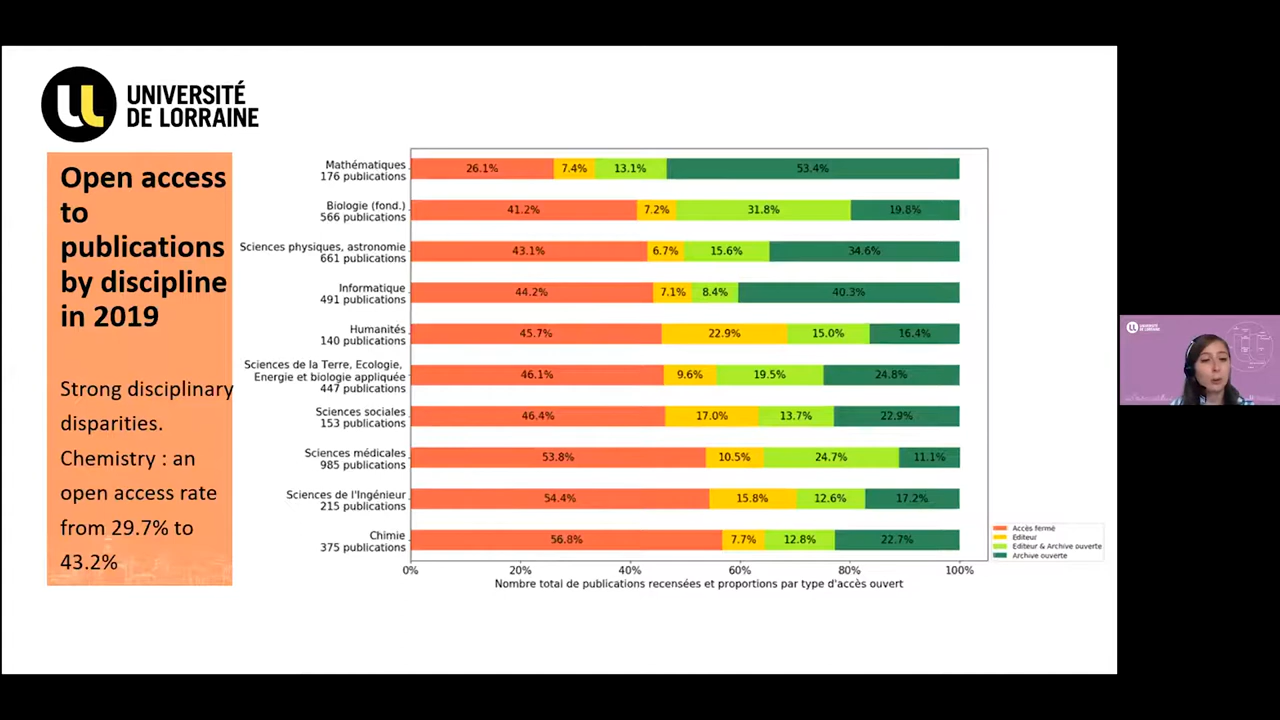 UNIVERSITÉ
DE LORRAINE
Open access
to
publications
by discipline
in 2019
Strong disciplinary
disparities.
Chemistry : an
open access rate
from 29.7% to
43.2%
Mathématiques
176 publications
26.1% 7.4% 13.1% 53.4%
Biologie (fond.)
566 publications
41.2% 7.2% 31.8% 19.8%
Sciences physiques, astronomie
661 publications
43.1% 6.7% 15.6% 34.6%
Informatique
491 publications
44.2% 7.1% 8.4% 40.3%
Humanités
140 publications
45.7% 22.9% 15.0% 16.4%
Sciences de la Terre, Ecologie,
Energie et biologie appliquée
447 publications
46.1% 9.6% 19.5% 24.8%
Sciences sociales
153 publications
46.4% 17.0% 13.7% 22.9%
Sciences médicales
985 publications
53.8% 10.5% 24.7% 11.1%
Sciences de l'Ingénieur
215 publications
54.4% 15.8% 12.6% 17.2%
Chimie
375 publications
56.8% 7.7% 12.8% 22.7%
0% 20% 40% 60% 80% 100%
Nombre total de publications recensées et proportions par type d'accès ouvert
Accès fermé
Editeur
Editeur & Archive ouverte
Archive ouverte
UNIVERSITÉ
DE LORRAINE